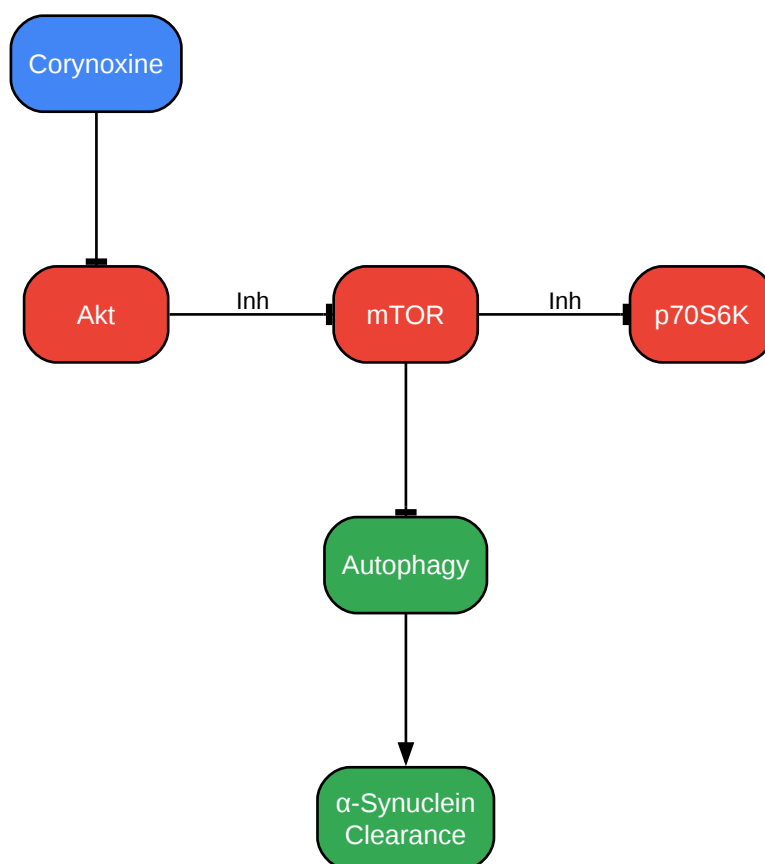 Corynoxine
Akt
Inh
mTOR
Inh
p70S6K
Autophagy
α-Synuclein
Clearance